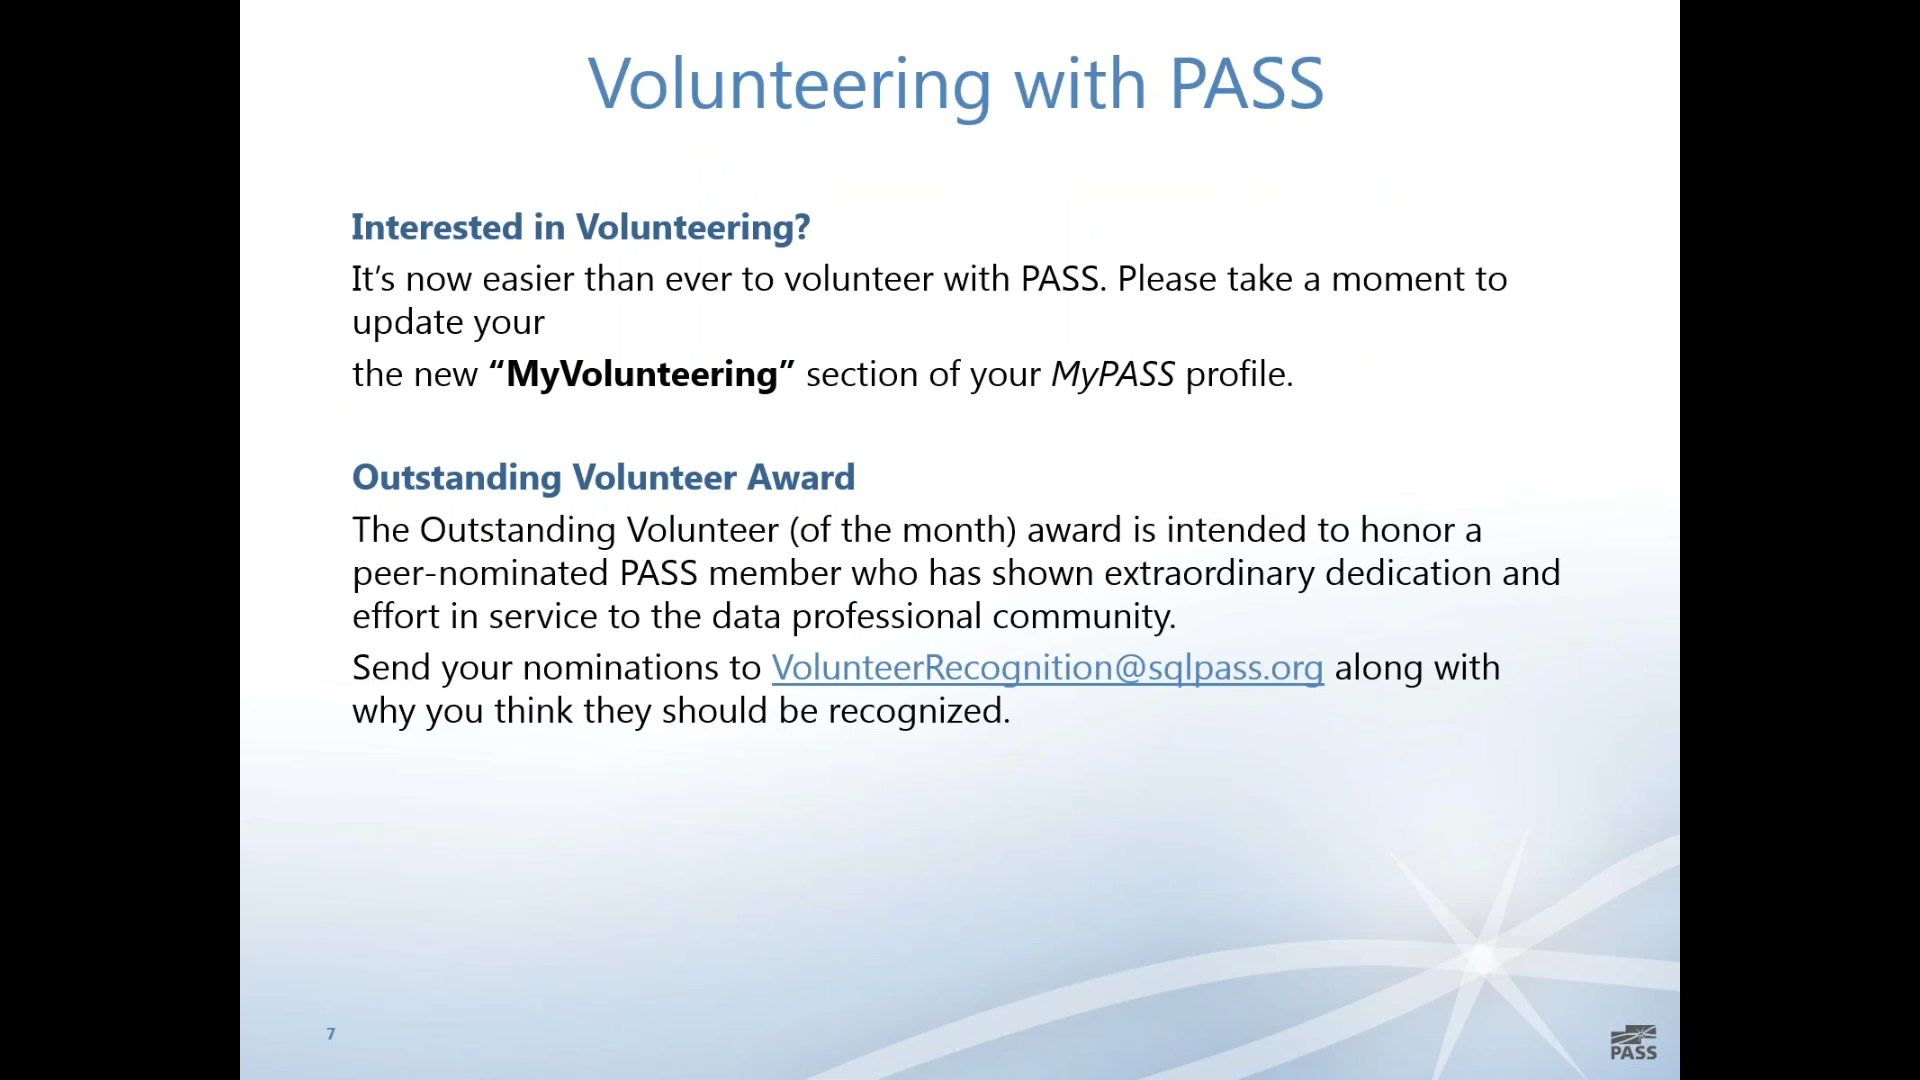 Volunteering with PASS
Interested in Volunteering?
It’s now easier than ever to volunteer with PASS. Please take a moment to
update your
the new “MyVolunteering” section of your MyPASS profile.
Outstanding Volunteer Award
The Outstanding Volunteer (of the month) award is intended to honor a
peer-nominated PASS member who has shown extraordinary dedication and
effort in service to the data professional community.
Send your nominations to VolunteerRecognition@sqlpass.org along with
why you think they should be recognized.
7
PASS